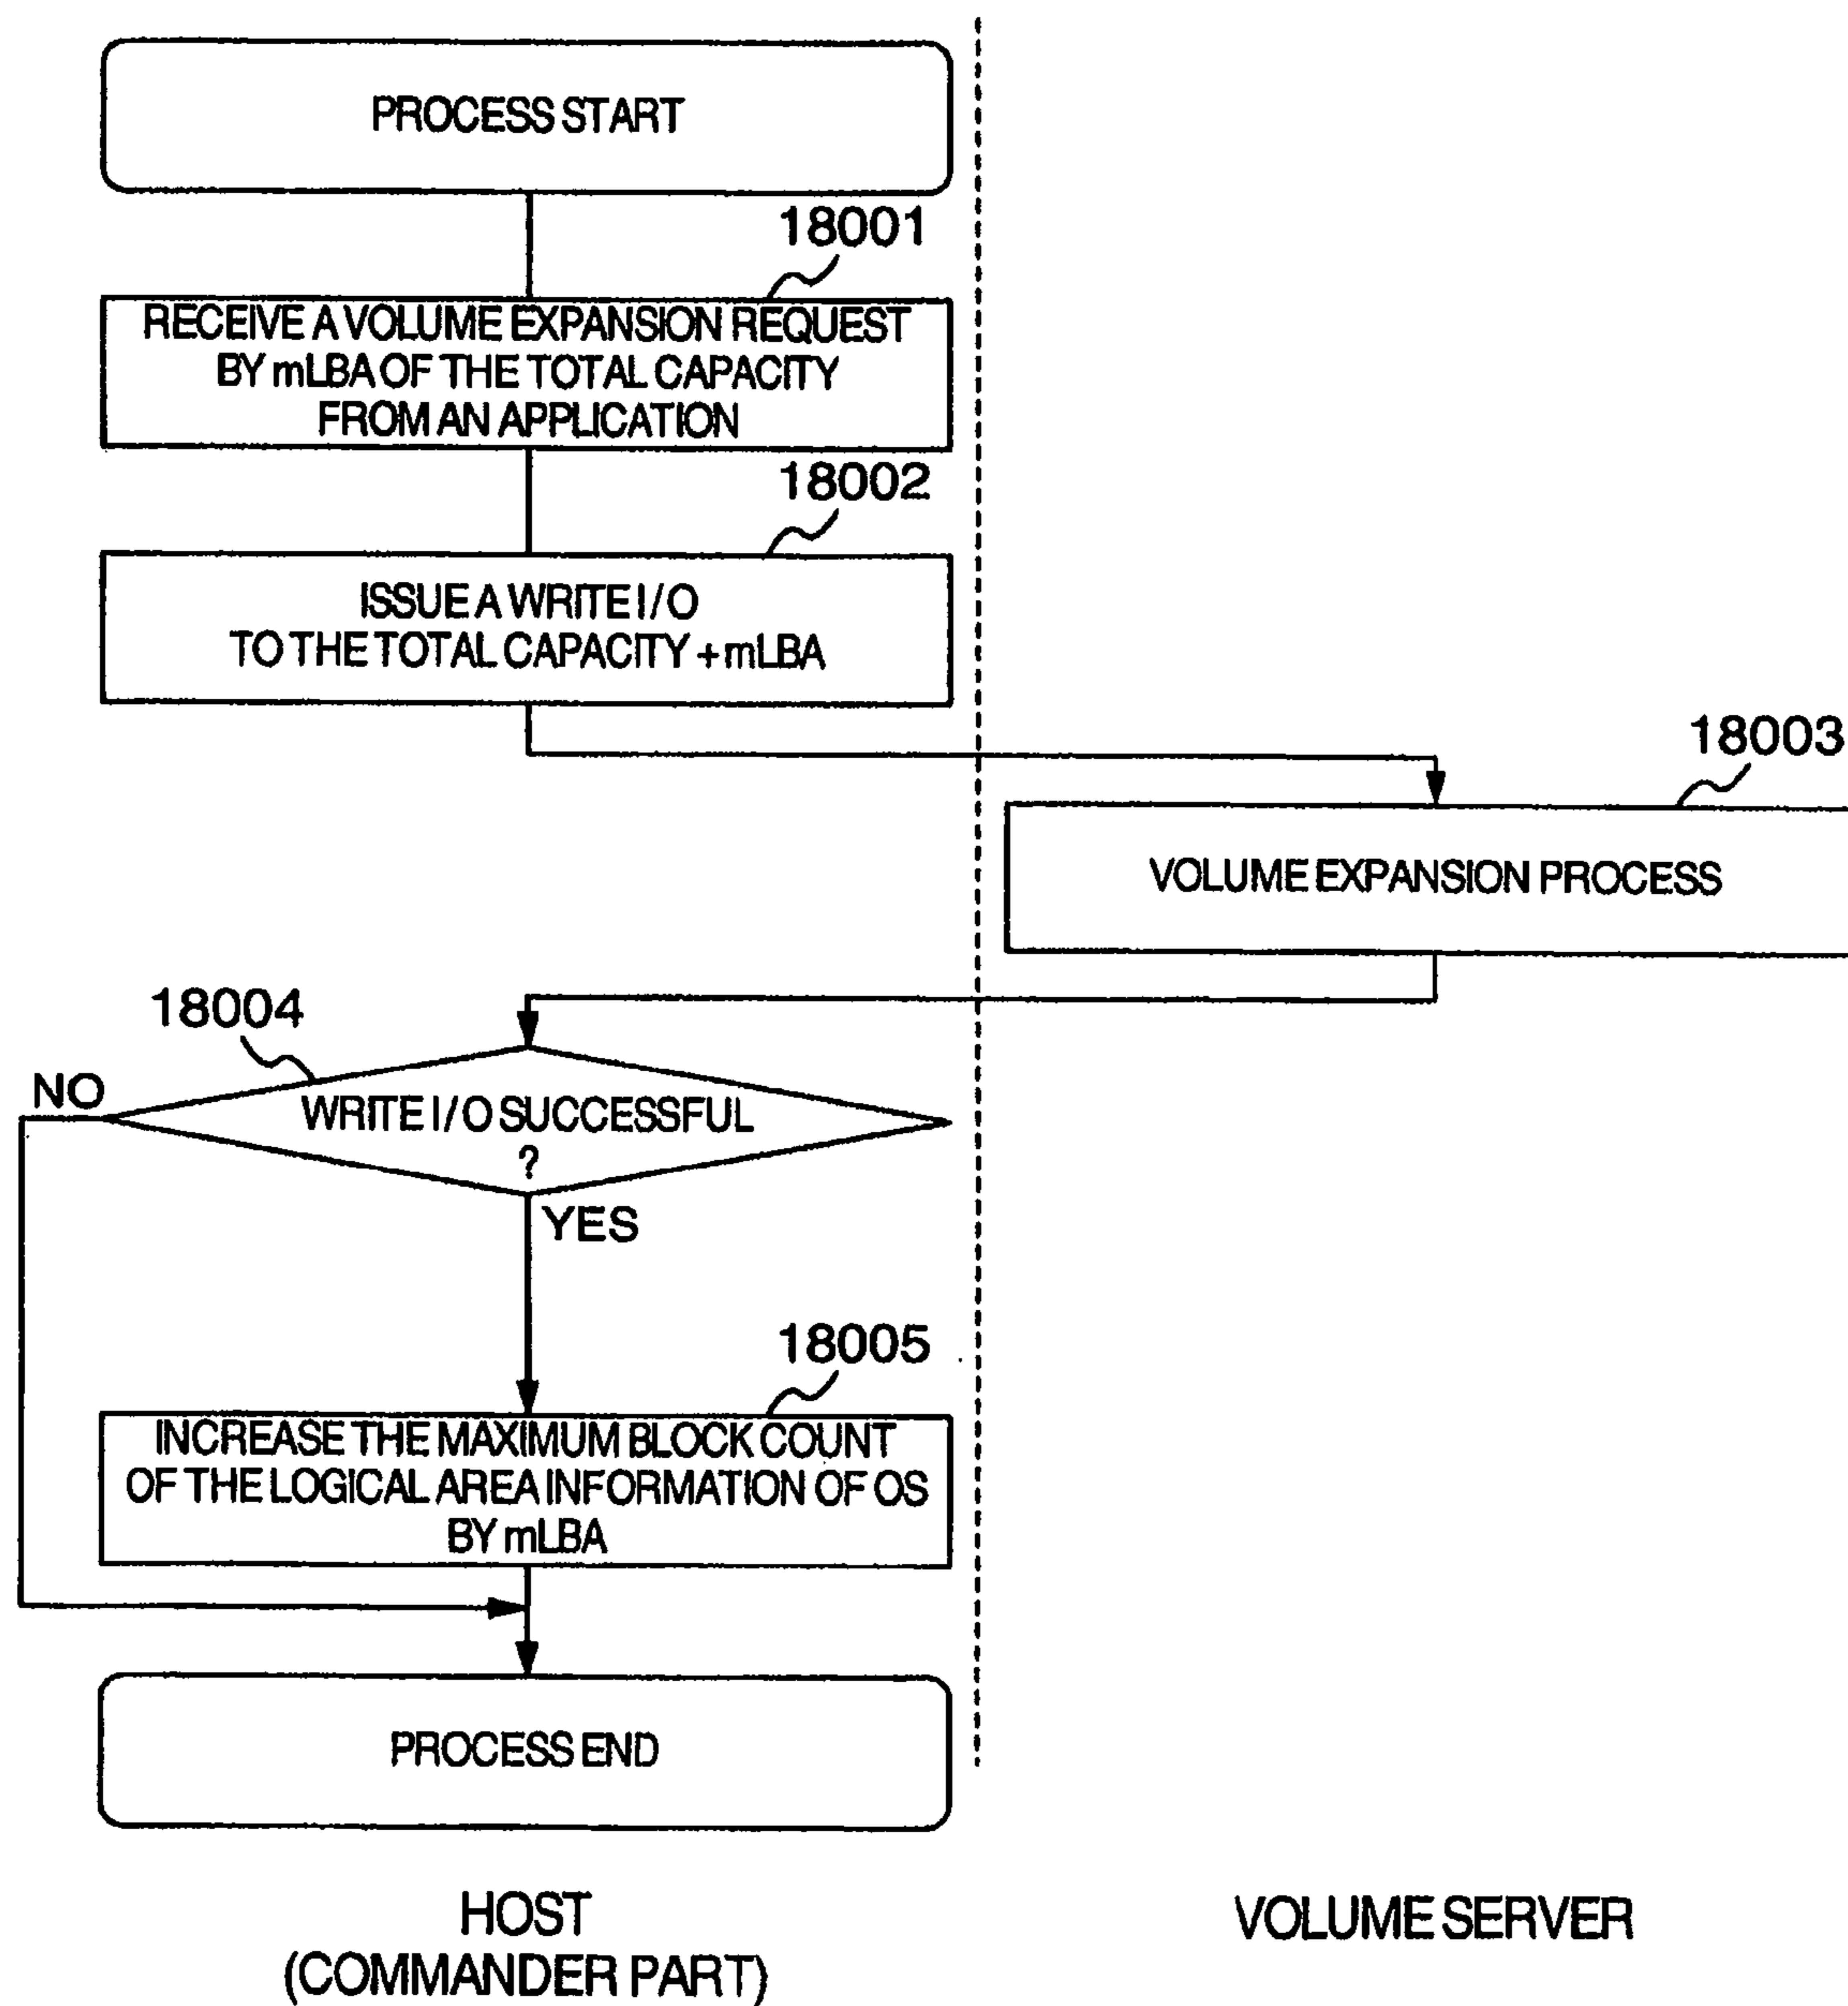 PROCESS START
18001
RECEIVE A VOLUME EXPANSION REQUEST
BY mLBA OF THE TOTAL CAPACITY
FROM AN APPLICATION
18002
ISSUE A WRITE I/O
TO THE TOTAL CAPACITY + mLBA
18003
VOLUME EXPANSION PROCESS
18004
NO
WRITE I/O SUCCESSFUL
?
YES
18005
INCREASE THE MAXIMUM BLOCK COUNT
OF THE LOGICAL AREA INFORMATION OF OS
BY mLBA
PROCESS END
HOST
(COMMANDER PART)
VOLUME SERVER